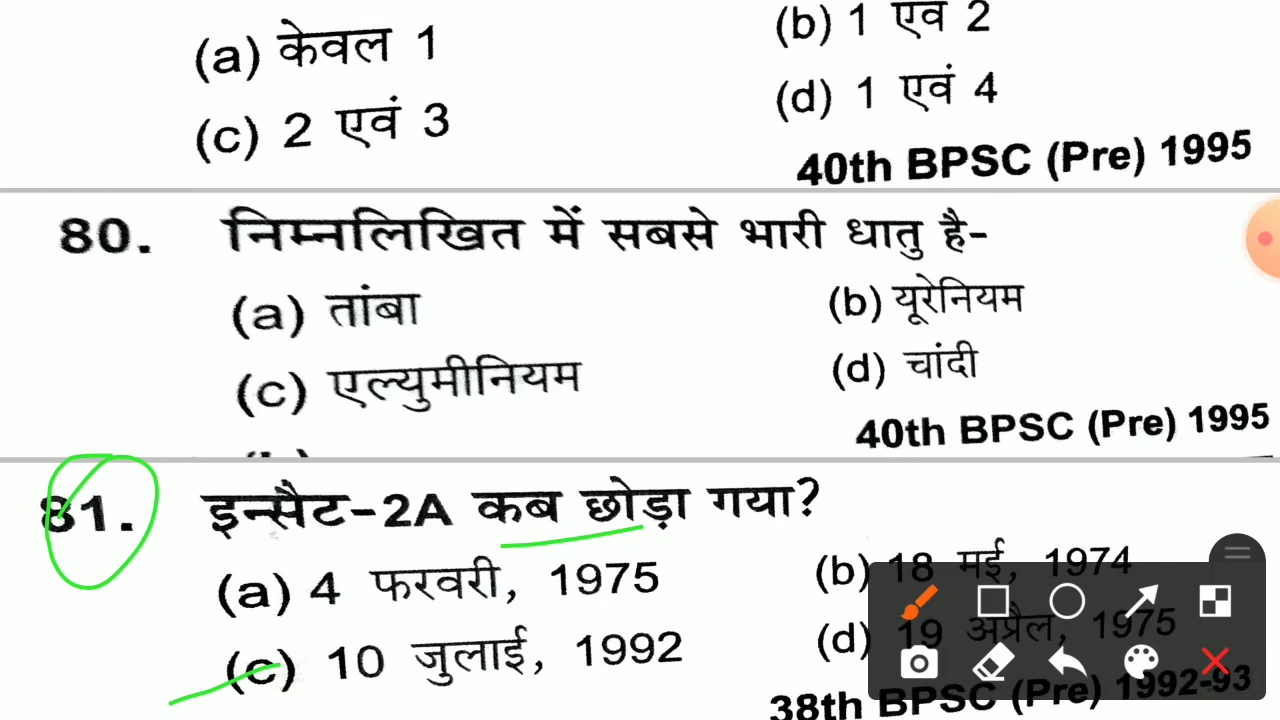 (a) केवल 1
(b) 1 एवं 2
(c) 2 एवं 3
(d) 1 एवं 4
40th BPSC (Pre) 1995
80. निम्नलिखित में सबसे भारी धातु है-
(a) तांबा
(b) यूरेनियम
(c) एल्युमीनियम
(d) चांदी
40th BPSC (Pre) 1995
81. इन्सैट-2A कब छोड़ा गया?
(a) 4 फरवरी, 1975
(b) 18 मई, 1974
(c) 10 जुलाई, 1992
(d) 19 अप्रैल, 1975
38th BPSC (Pre) 1992-93